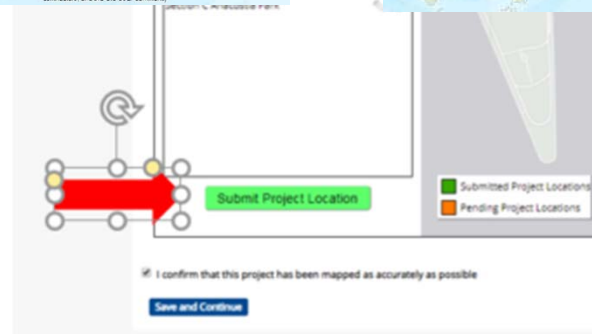 Section C Anacostia Park
Submit Project Location
Submitted Project Locations
Pending Project Locations
I confirm that this project has been mapped as accurately as possible
Save and Continue